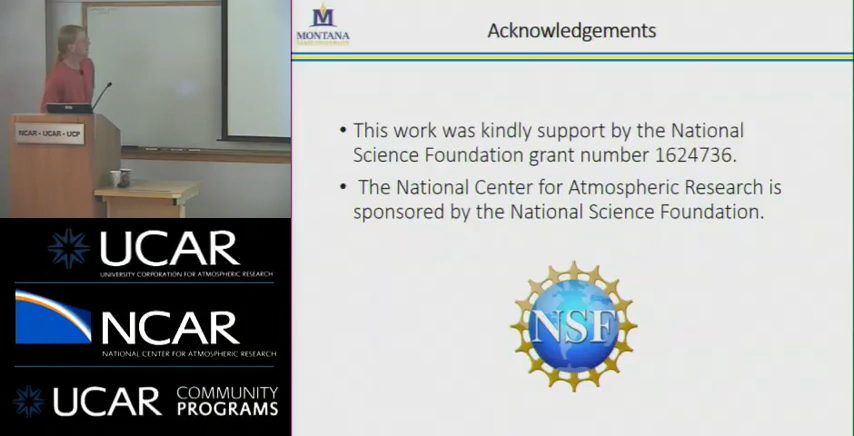 NCAR - UCAR - UCP
UCAR
UNIVERSITY CORPORATION FOR ATMOSPHERIC RESEARCH
NCAR
NATIONAL CENTER FOR ATMOSPHERIC RESEARCH
UCAR COMMUNITY
PROGRAMS
MONTANA
Acknowledgements
• This work was kindly support by the National
Science Foundation grant number 1624736.
• The National Center for Atmospheric Research is
sponsored by the National Science Foundation.
NSF